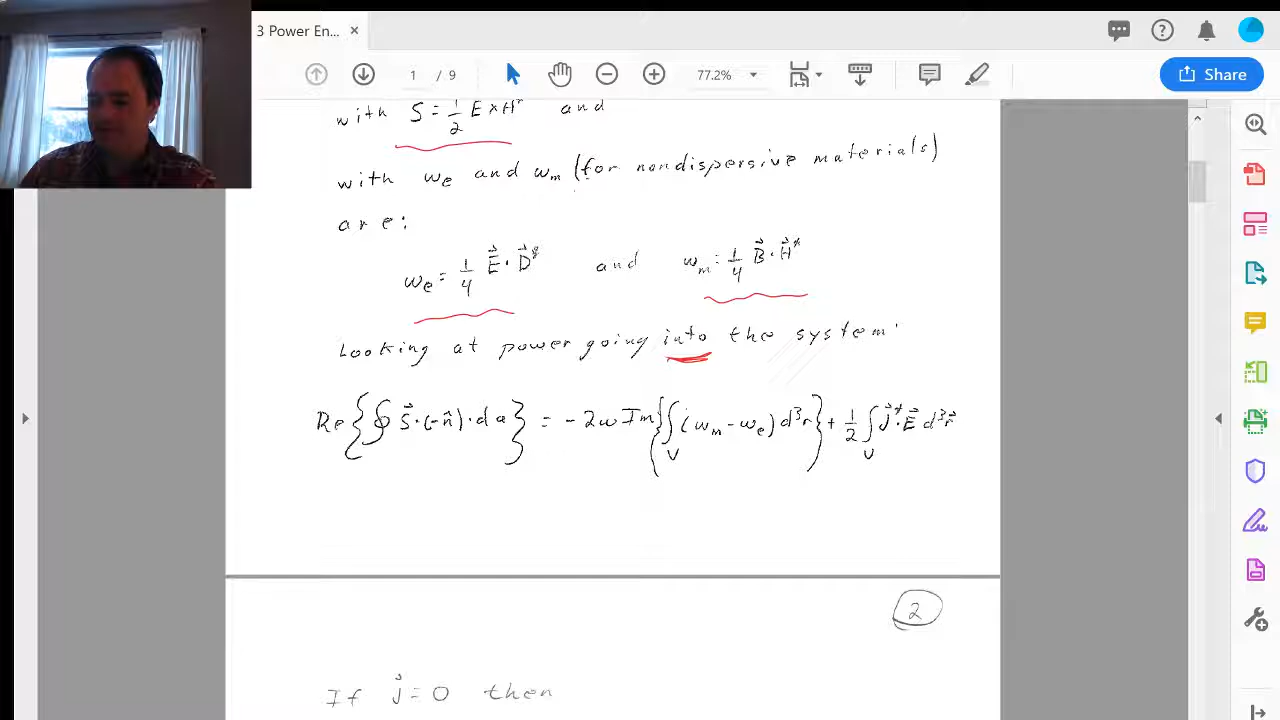 3 Power En...
1 / 9
77.2%
Share
with S = 1/2 E x H* and
with we and wm (for nondispersive materials)
are:
we = 1/4 E⃗ · D⃗* and wm : 1/4 B⃗ · H⃗*
Looking at power going into the system:
Re { ∮ S⃗ · (-n̂) · da } = - 2ω Im { ∫V (wm - we) d³r } + 1/2 ∫V J⃗* · E⃗ d³r⃗
2
If J⃗ = 0 then